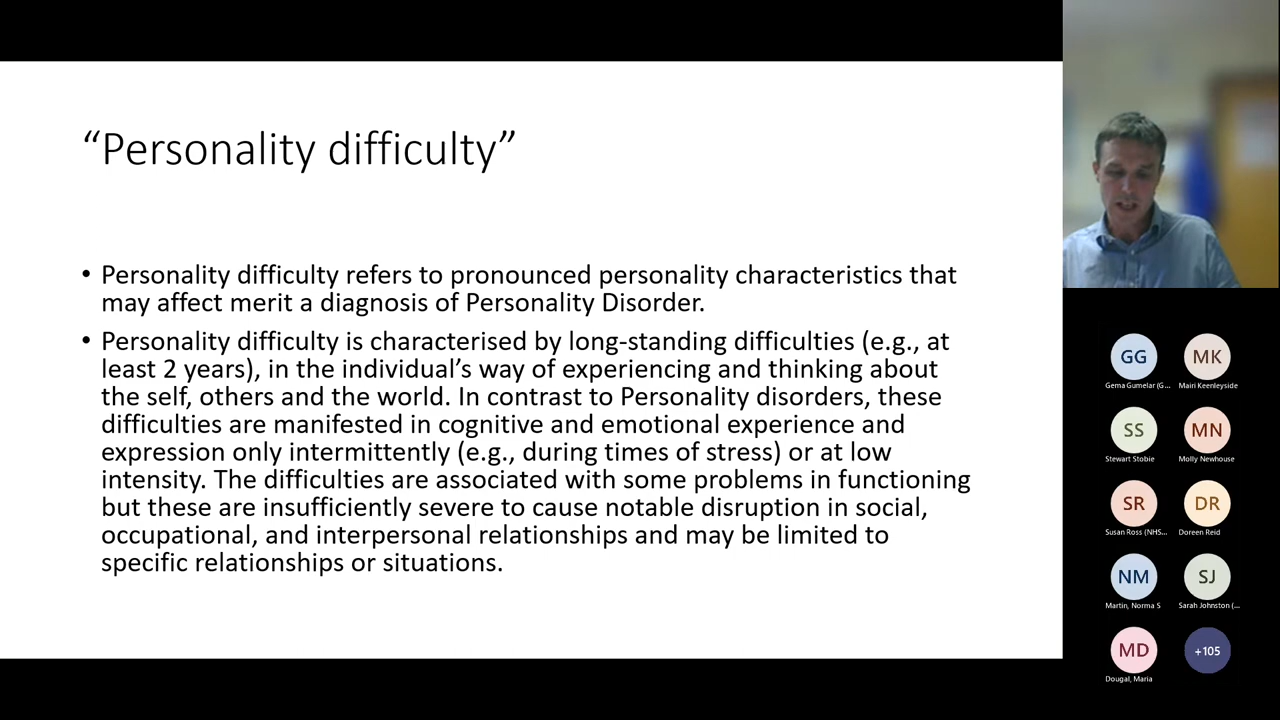 “Personality difficulty”
• Personality difficulty refers to pronounced personality characteristics that
may affect merit a diagnosis of Personality Disorder.
• Personality difficulty is characterised by long-standing difficulties (e.g., at
least 2 years), in the individual’s way of experiencing and thinking about
the self, others and the world. In contrast to Personality disorders, these
difficulties are manifested in cognitive and emotional experience and
expression only intermittently (e.g., during times of stress) or at low
intensity. The difficulties are associated with some problems in functioning
but these are insufficiently severe to cause notable disruption in social,
occupational, and interpersonal relationships and may be limited to
specific relationships or situations.
GG MK
Gema Gumelar (G... Mairi Keenleyside
SS MN
Stewart Stobie Molly Newhouse
SR DR
Susan Ross (NHS... Doreen Reid
NM SJ
Martin, Norma S Sarah Johnston (...
MD +105
Dougal, Maria